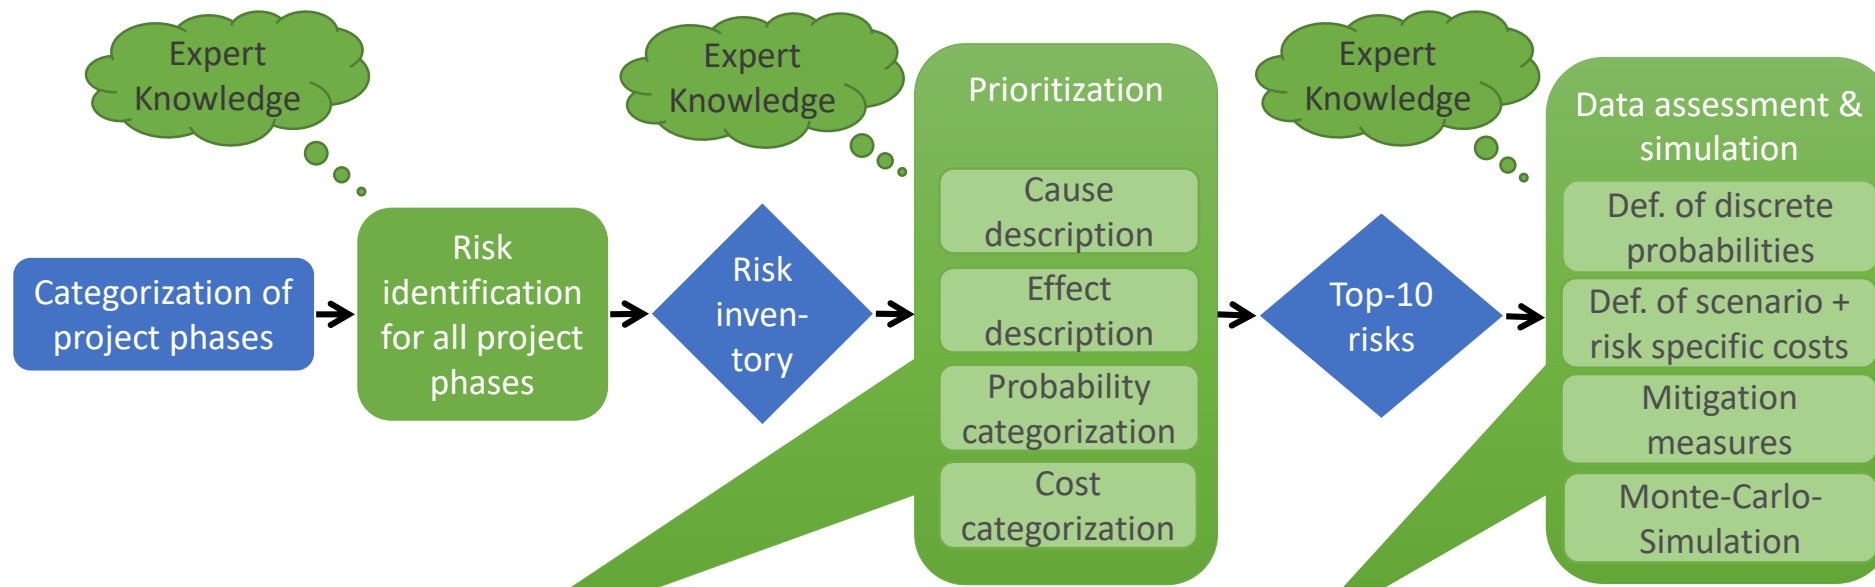 Expert
Knowledge
Categorization of
project phases
Risk
identification
for all project
phases
Expert
Knowledge
Risk
inven-
tory
Prioritization
Cause
description
Effect
description
Probability
categorization
Cost
categorization
Expert
Knowledge
Top-10
risks
Data assessment &
simulation
Def. of discrete
probabilities
Def. of scenario +
risk specific costs
Mitigation
measures
Monte-Carlo-
Simulation